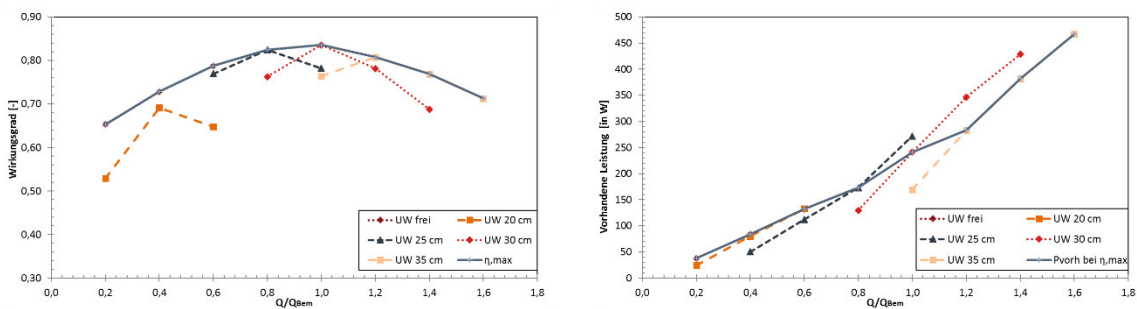 0,90
0,80
0,70
0,60
0,50
0,40
0,30
Wirkungsgrad [-]
0,0 0,2 0,4 0,6 0,8 1,0 1,2 1,4 1,6 1,8
Q/QBem
UW frei UW 20 cm
UW 25 cm UW 30 cm
UW 35 cm η,max
500
450
400
350
300
250
200
150
100
50
0
Vorhandene Leistung [in W]
0,0 0,2 0,4 0,6 0,8 1,0 1,2 1,4 1,6 1,8
Q/QBem
UW frei UW 20 cm
UW 25 cm UW 30 cm
UW 35 cm Pvorh bei η,max